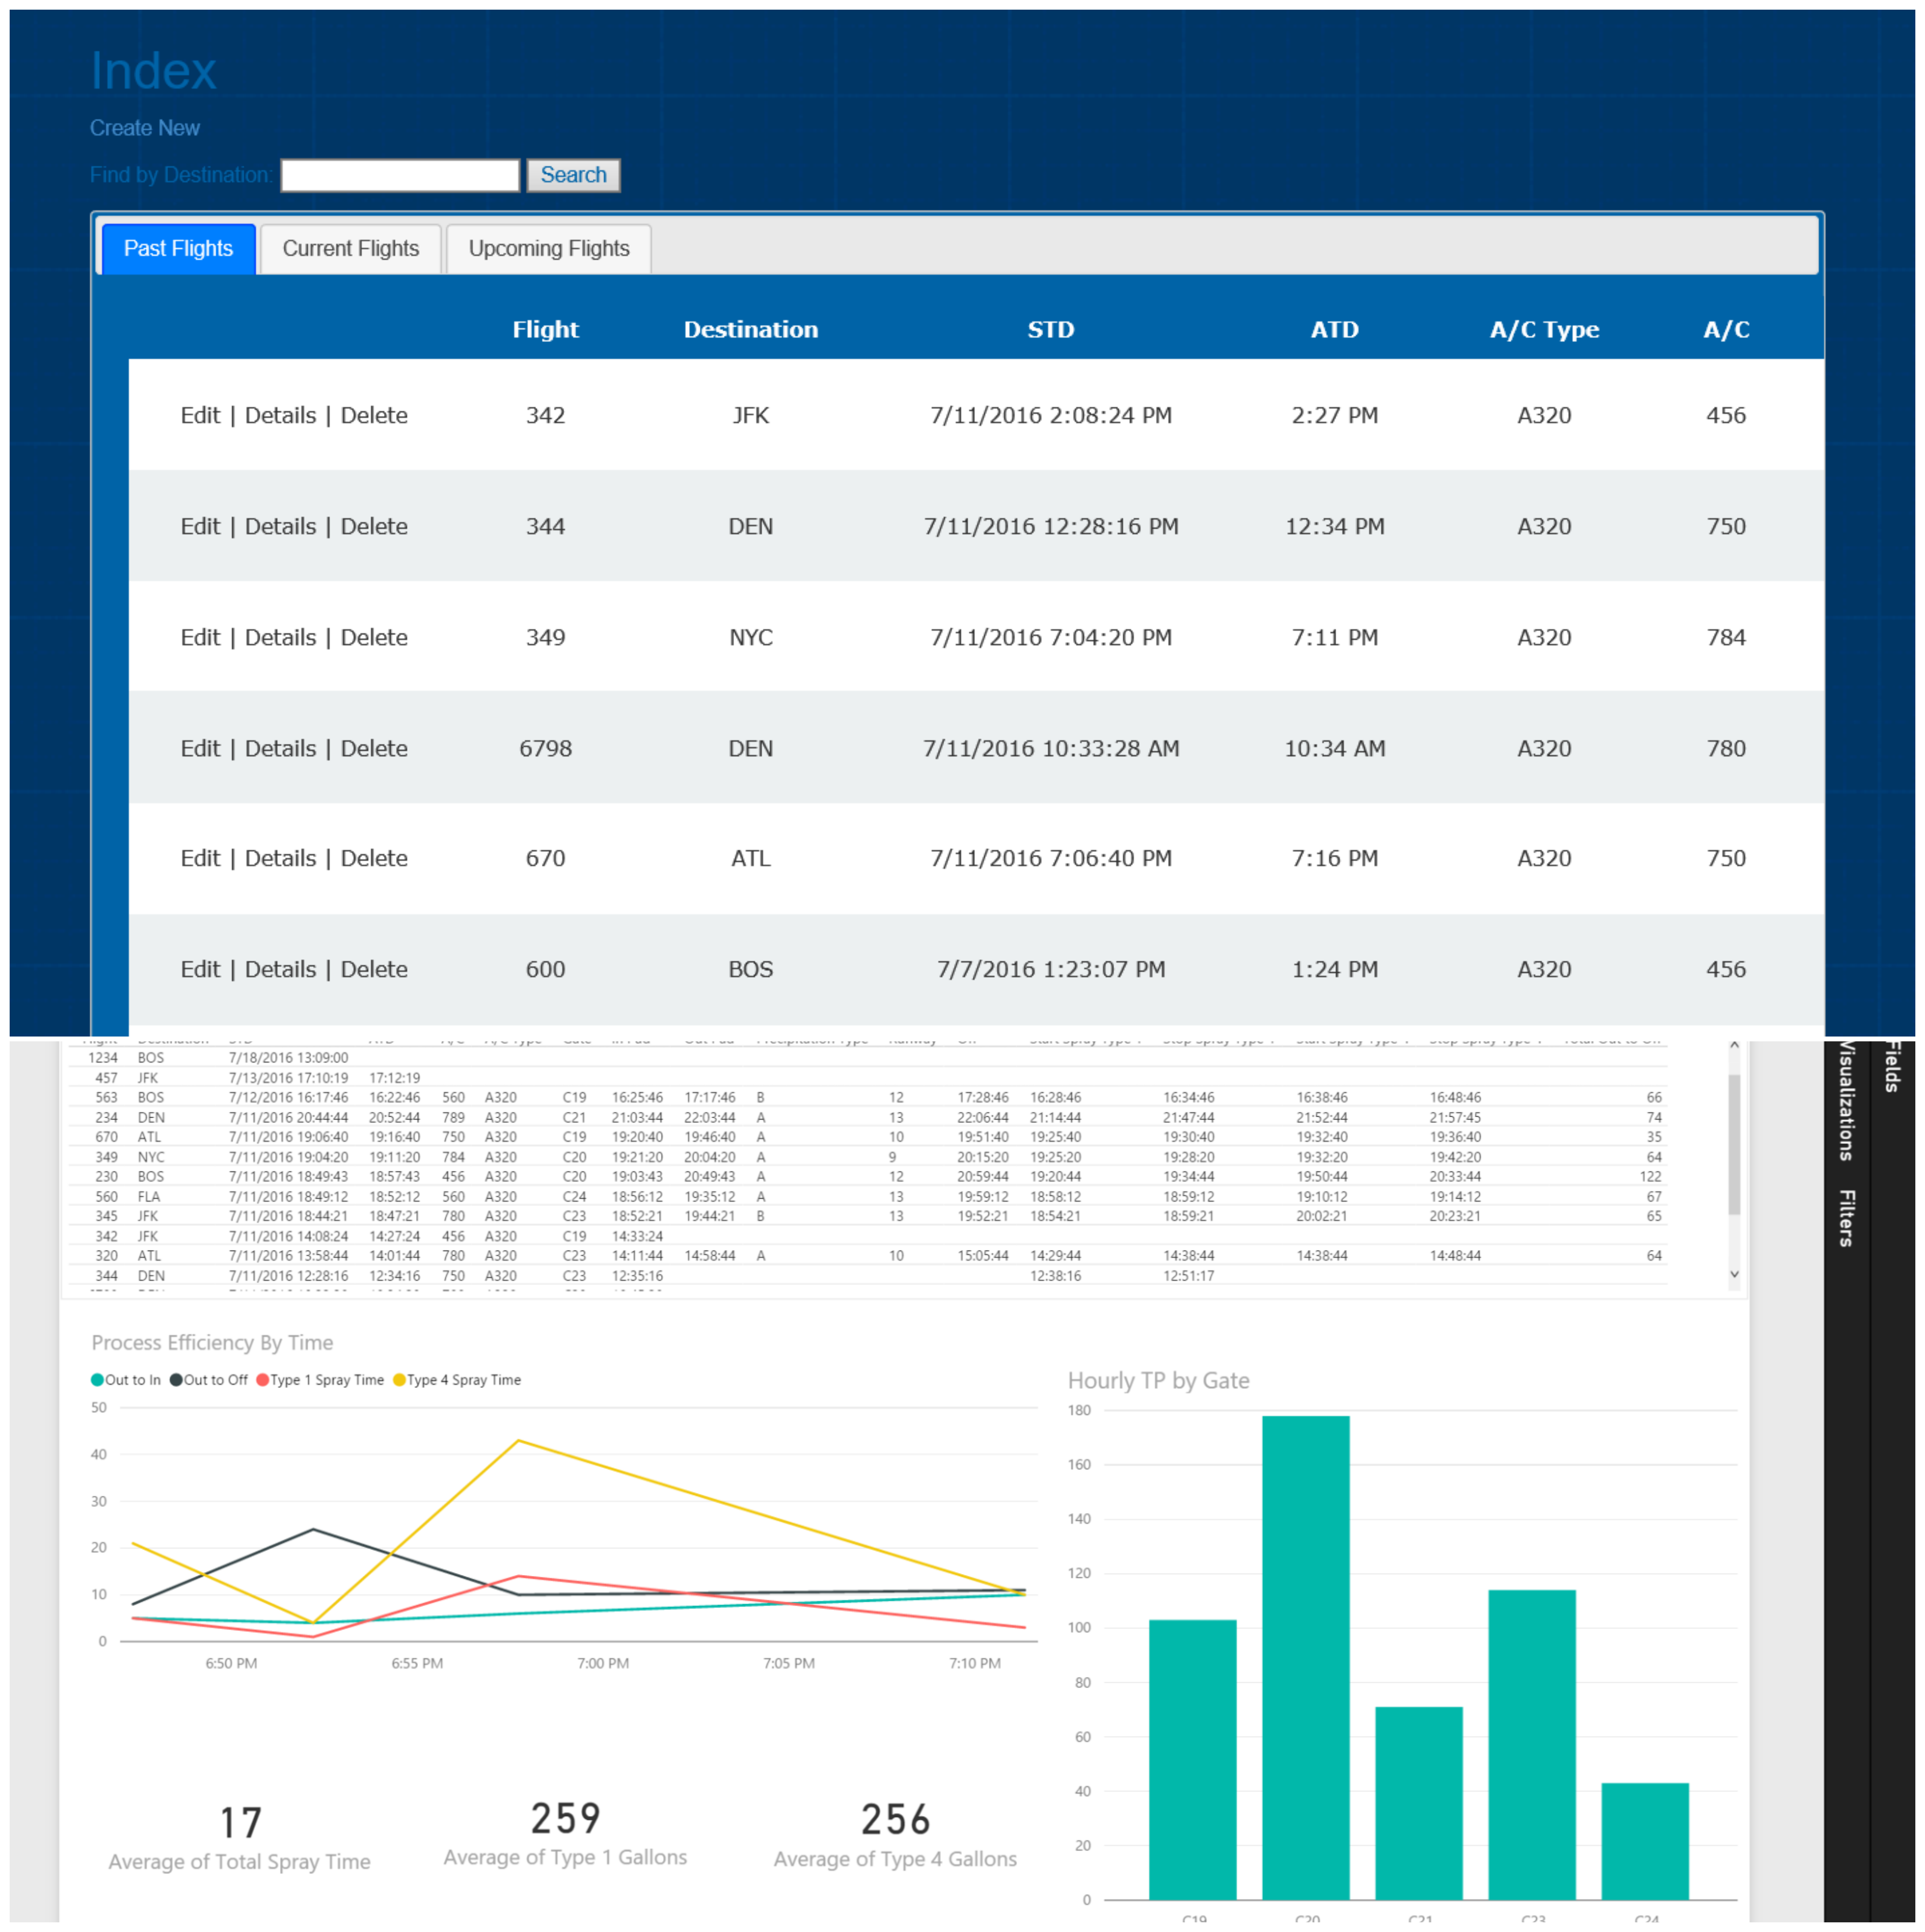 Index
Create New
Find by Destination: Search
Past Flights Current Flights Upcoming Flights
Flight Destination STD ATD A/C Type A/C
Edit | Details | Delete 342 JFK 7/11/2016 2:08:24 PM 2:27 PM A320 456
Edit | Details | Delete 344 DEN 7/11/2016 12:28:16 PM 12:34 PM A320 750
Edit | Details | Delete 349 NYC 7/11/2016 7:04:20 PM 7:11 PM A320 784
Edit | Details | Delete 6798 DEN 7/11/2016 10:33:28 AM 10:34 AM A320 780
Edit | Details | Delete 670 ATL 7/11/2016 7:06:40 PM 7:16 PM A320 750
Edit | Details | Delete 600 BOS 7/7/2016 1:23:07 PM 1:24 PM A320 456
1234 BOS 7/18/2016 13:09:00
457 JFK 7/13/2016 17:10:19 17:12:19
563 BOS 7/12/2016 16:17:46 16:22:46 560 A320 C19 16:25:46 17:17:46 B 12 17:28:46 16:28:46 16:34:46 16:38:46 16:48:46 66
234 DEN 7/11/2016 20:44:44 20:52:44 789 A320 C21 21:03:44 22:03:44 A 13 22:06:44 21:14:44 21:47:44 21:52:44 21:57:45 74
670 ATL 7/11/2016 19:06:40 19:16:40 750 A320 C19 19:20:40 19:46:40 A 10 19:51:40 19:25:40 19:30:40 19:32:40 19:36:40 35
349 NYC 7/11/2016 19:04:20 19:11:20 784 A320 C20 19:21:20 20:04:20 A 9 20:15:20 19:25:20 19:28:20 19:32:20 19:42:20 64
230 BOS 7/11/2016 18:49:43 18:57:43 456 A320 C20 19:03:43 20:49:43 A 12 20:59:44 19:20:44 19:34:44 19:50:44 20:33:44 122
560 FLA 7/11/2016 18:49:12 18:52:12 560 A320 C24 18:56:12 19:35:12 A 13 19:59:12 18:58:12 18:59:12 19:10:12 19:14:12 67
345 JFK 7/11/2016 18:44:21 18:47:21 780 A320 C23 18:52:21 19:44:21 B 13 19:52:21 18:54:21 18:59:21 20:02:21 20:23:21 65
342 JFK 7/11/2016 14:08:24 14:27:24 456 A320 C19 14:33:24
320 ATL 7/11/2016 13:58:44 14:01:44 780 A320 C23 14:11:44 14:58:44 A 10 15:05:44 14:29:44 14:38:44 14:38:44 14:48:44 64
344 DEN 7/11/2016 12:28:16 12:34:16 750 A320 C23 12:35:16 12:38:16 12:51:17
Fields
Visualizations
Filters
Process Efficiency By Time
Out to In Out to Off Type 1 Spray Time Type 4 Spray Time
50
40
30
20
10
0
6:50 PM 6:55 PM 7:00 PM 7:05 PM 7:10 PM
17
Average of Total Spray Time
259
Average of Type 1 Gallons
256
Average of Type 4 Gallons
Hourly TP by Gate
180
160
140
120
100
80
60
40
20
0
C19 C20 C21 C23 C24